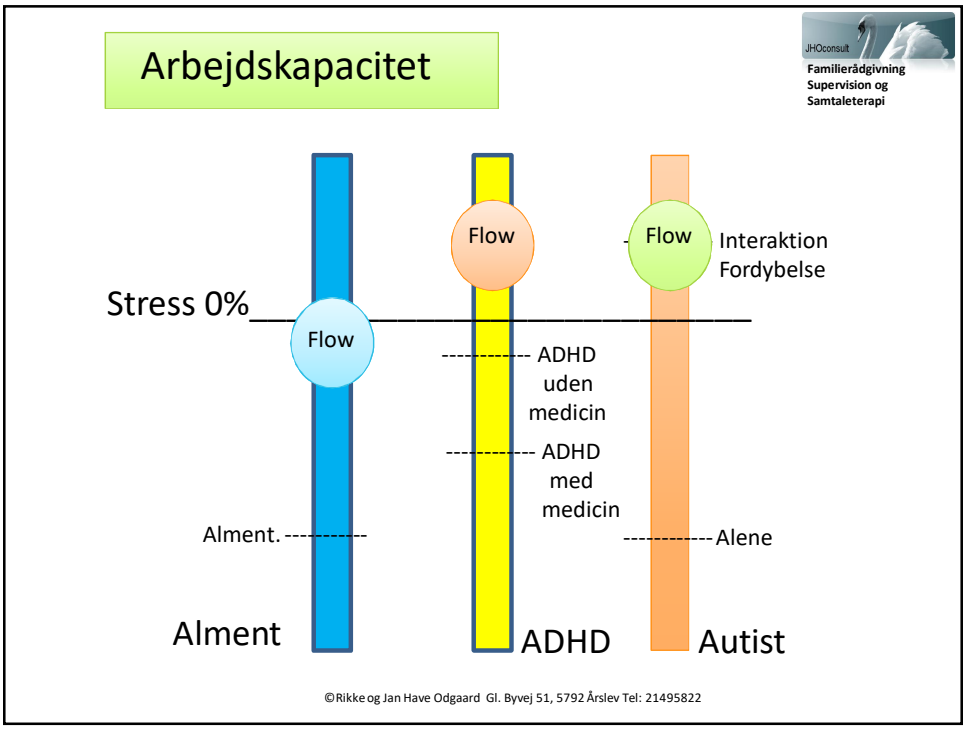 Arbejdskapacitet
JHOconsult
Familierådgivning
Supervision og
Samtaleterapi
Flow
Flow
Interaktion
Fordybelse
Stress 0%
Flow
ADHD
uden
medicin
ADHD
med
medicin
Alment.
Alene
Alment
ADHD
Autist
©Rikke og Jan Have Odgaard Gl. Byvej 51, 5792 Årslev Tel: 21495822